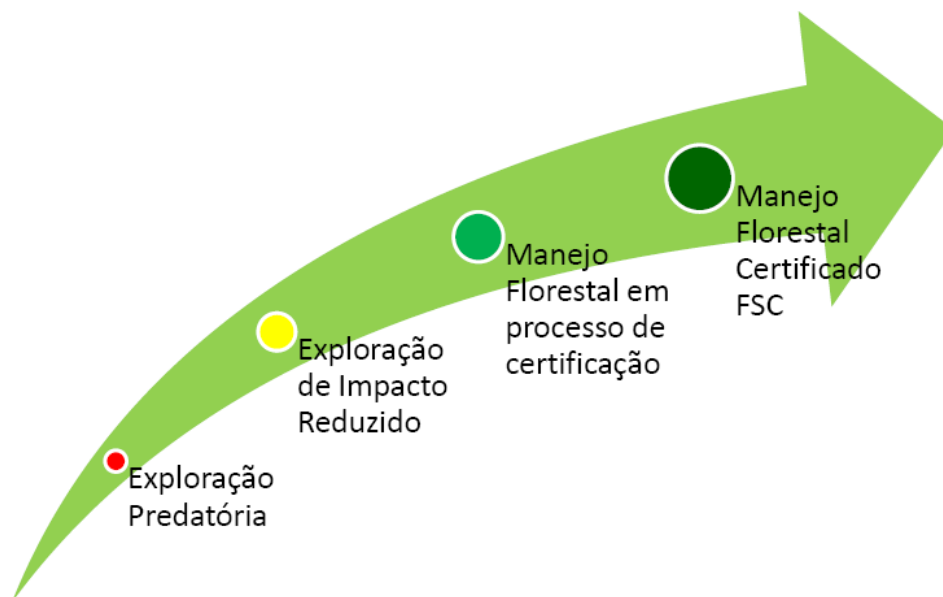 Exploração
Predatória
Exploração
de Impacto
Reduzido
Manejo
Florestal em
processo de
certificação
Manejo
Florestal
Certificado
FSC